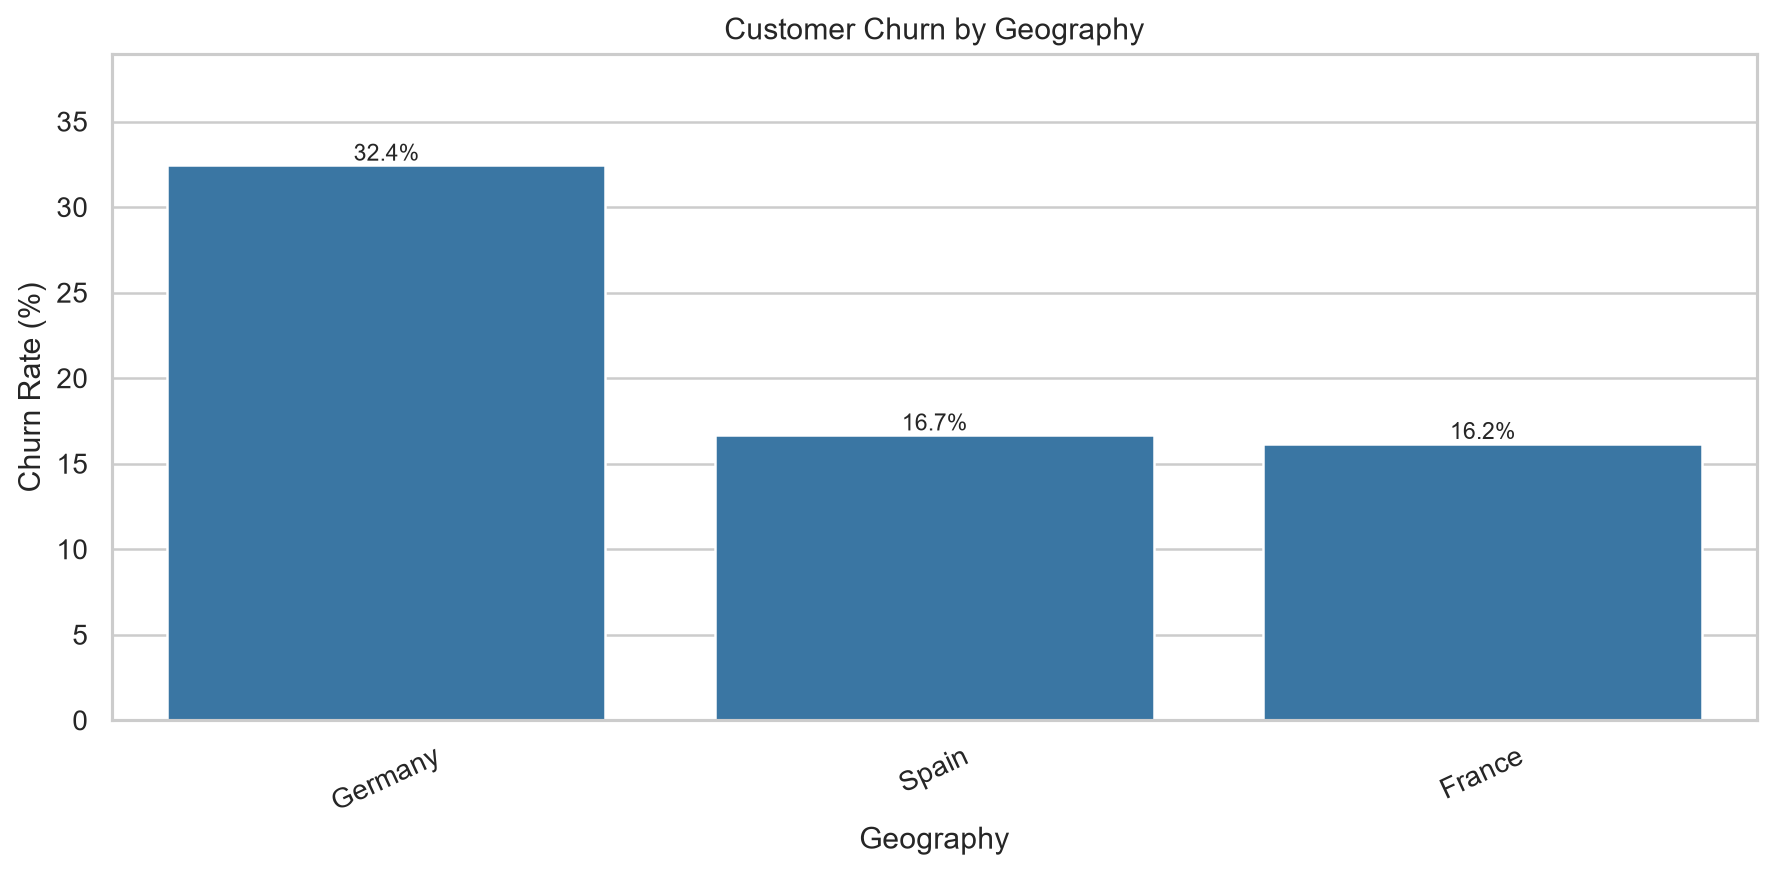 Customer Churn by Geography
Churn Rate (%)
35
30
25
20
15
10
5
0
32.4%
16.7%
16.2%
Germany
Spain
France
Geography